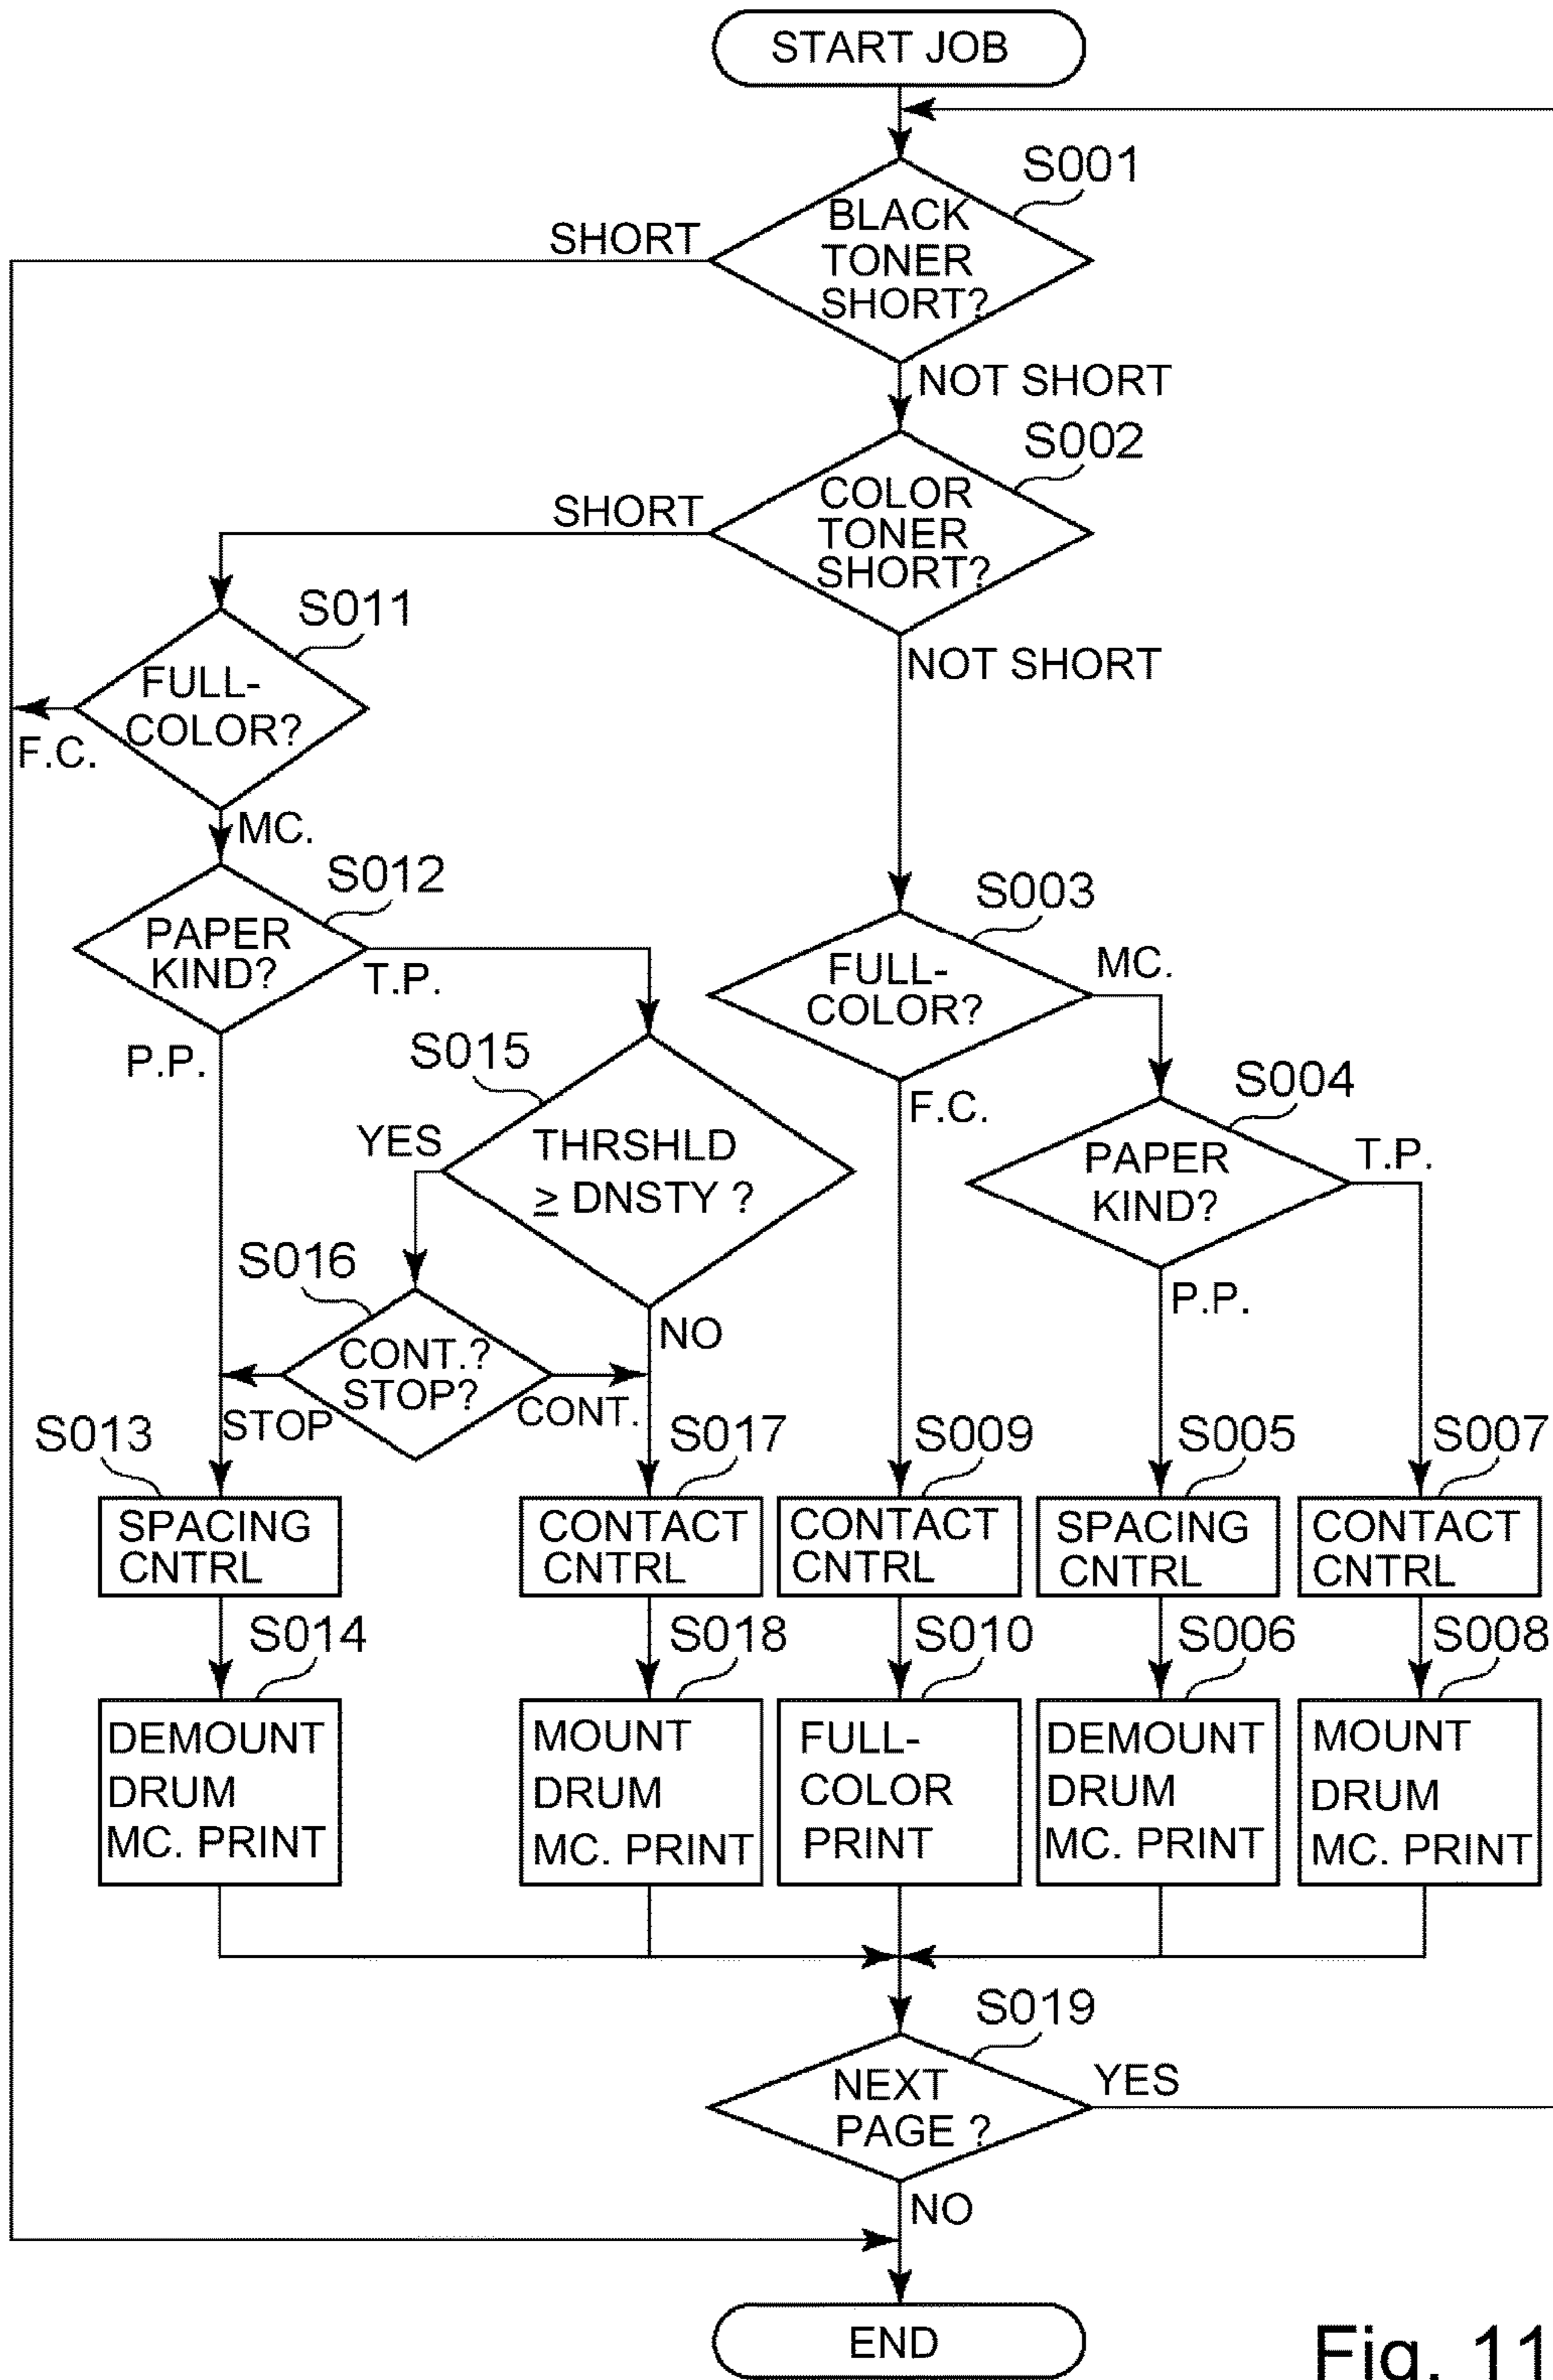 START JOB
S001
BLACK
TONER
SHORT?
SHORT
NOT SHORT
S002
COLOR
TONER
SHORT?
SHORT
NOT SHORT
S011
FULL-
COLOR?
F.C.
MC.
S012
PAPER
KIND?
T.P.
P.P.
S003
FULL-
COLOR?
MC.
F.C.
S015
THRSHLD
≥ DNSTY ?
YES
NO
S004
PAPER
KIND?
T.P.
P.P.
S016
CONT.?
STOP?
STOP
CONT.
S013
SPACING
CNTRL
S017
CONTACT
CNTRL
S009
CONTACT
CNTRL
S005
SPACING
CNTRL
S007
CONTACT
CNTRL
S014
DEMOUNT
DRUM
MC. PRINT
S018
MOUNT
DRUM
MC. PRINT
S010
FULL-
COLOR
PRINT
S006
DEMOUNT
DRUM
MC. PRINT
S008
MOUNT
DRUM
MC. PRINT
S019
NEXT
PAGE ?
YES
NO
END
Fig. 11